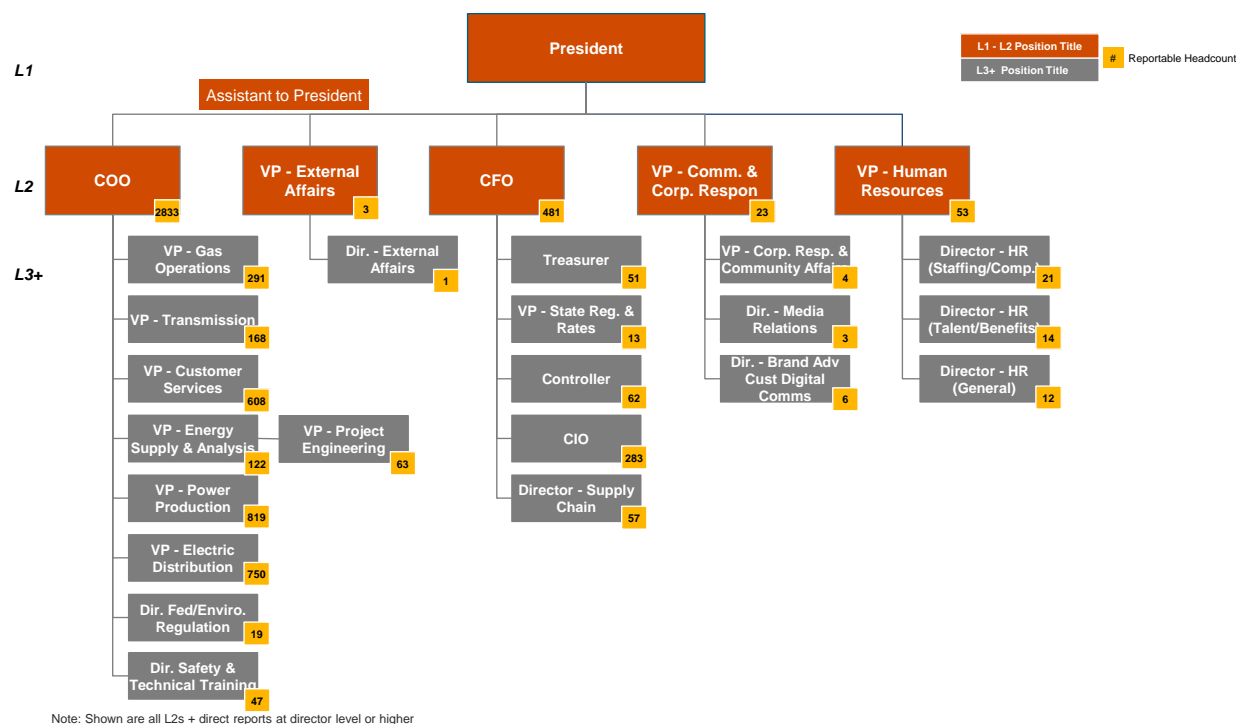 President
L1 - L2 Position Title
L3+ Position Title
# Reportable Headcount
L1
Assistant to President
L2
COO
2833
VP - External
Affairs
3
CFO
481
VP - Comm. &
Corp. Respon
23
VP - Human
Resources
53
L3+
VP - Gas
Operations
291
VP - Transmission
168
VP - Customer
Services
608
VP - Energy
Supply & Analysis
122
VP - Project
Engineering
63
VP - Power
Production
819
VP - Electric
Distribution
750
Dir. Fed/Enviro.
Regulation
19
Dir. Safety &
Technical Training
47
Dir. - External
Affairs
1
Treasurer
51
VP - State Reg. &
Rates
13
Controller
62
CIO
283
Director - Supply
Chain
57
VP - Corp. Resp. &
Community Affairs
4
Dir. - Media
Relations
3
Dir. - Brand Adv
Cust Digital
Comms
6
Director - HR
(Staffing/Comp.)
21
Director - HR
(Talent/Benefits)
14
Director - HR
(General)
12
Note: Shown are all L2s + direct reports at director level or higher